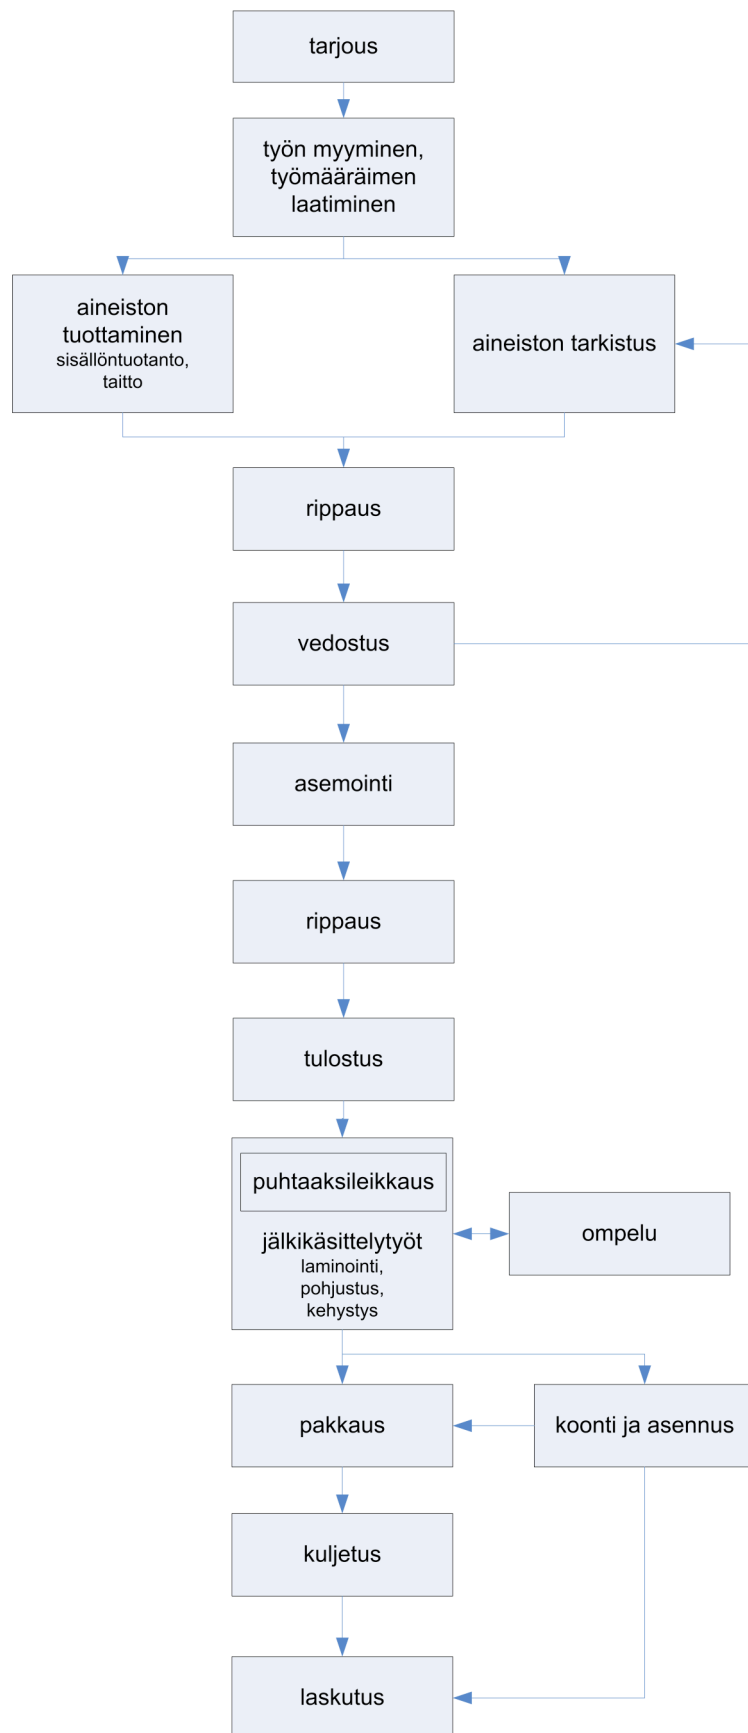 tarjous
työn myyminen,
työmääräimen
laatiminen
aineiston
tuottaminen
sisällöntuotanto,
taitto
aineiston tarkistus
rippaus
vedostus
asemointi
rippaus
tulostus
puhtaaksileikkaus
jälkikäsittelytyöt
laminointi,
pohjustus,
kehystys
ompelu
pakkaus
koonti ja asennus
kuljetus
laskutus